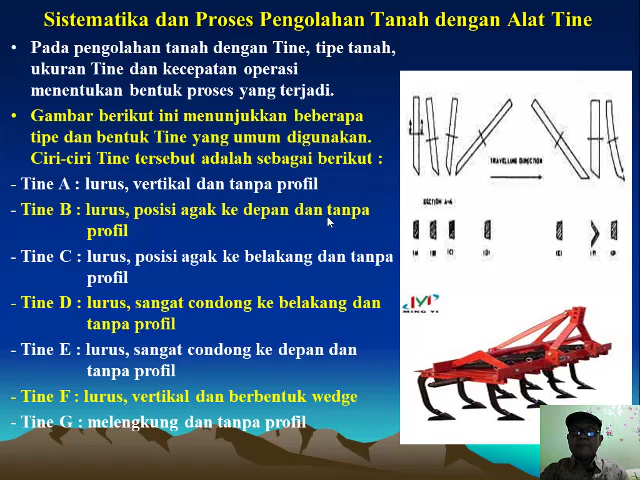 Sistematika dan Proses Pengolahan Tanah dengan Alat Tine
• Pada pengolahan tanah dengan Tine, tipe tanah,
ukuran Tine dan kecepatan operasi
menentukan bentuk proses yang terjadi.
• Gambar berikut ini menunjukkan beberapa
tipe dan bentuk Tine yang umum digunakan.
Ciri-ciri Tine tersebut adalah sebagai berikut :
- Tine A : lurus, vertikal dan tanpa profil
- Tine B : lurus, posisi agak ke depan dan tanpa
profil
- Tine C : lurus, posisi agak ke belakang dan tanpa
profil
- Tine D : lurus, sangat condong ke belakang dan
tanpa profil
- Tine E : lurus, sangat condong ke depan dan
tanpa profil
- Tine F : lurus, vertikal dan berbentuk wedge
- Tine G : melengkung dan tanpa profil
TRAVELLING DIRECTION
MING YI